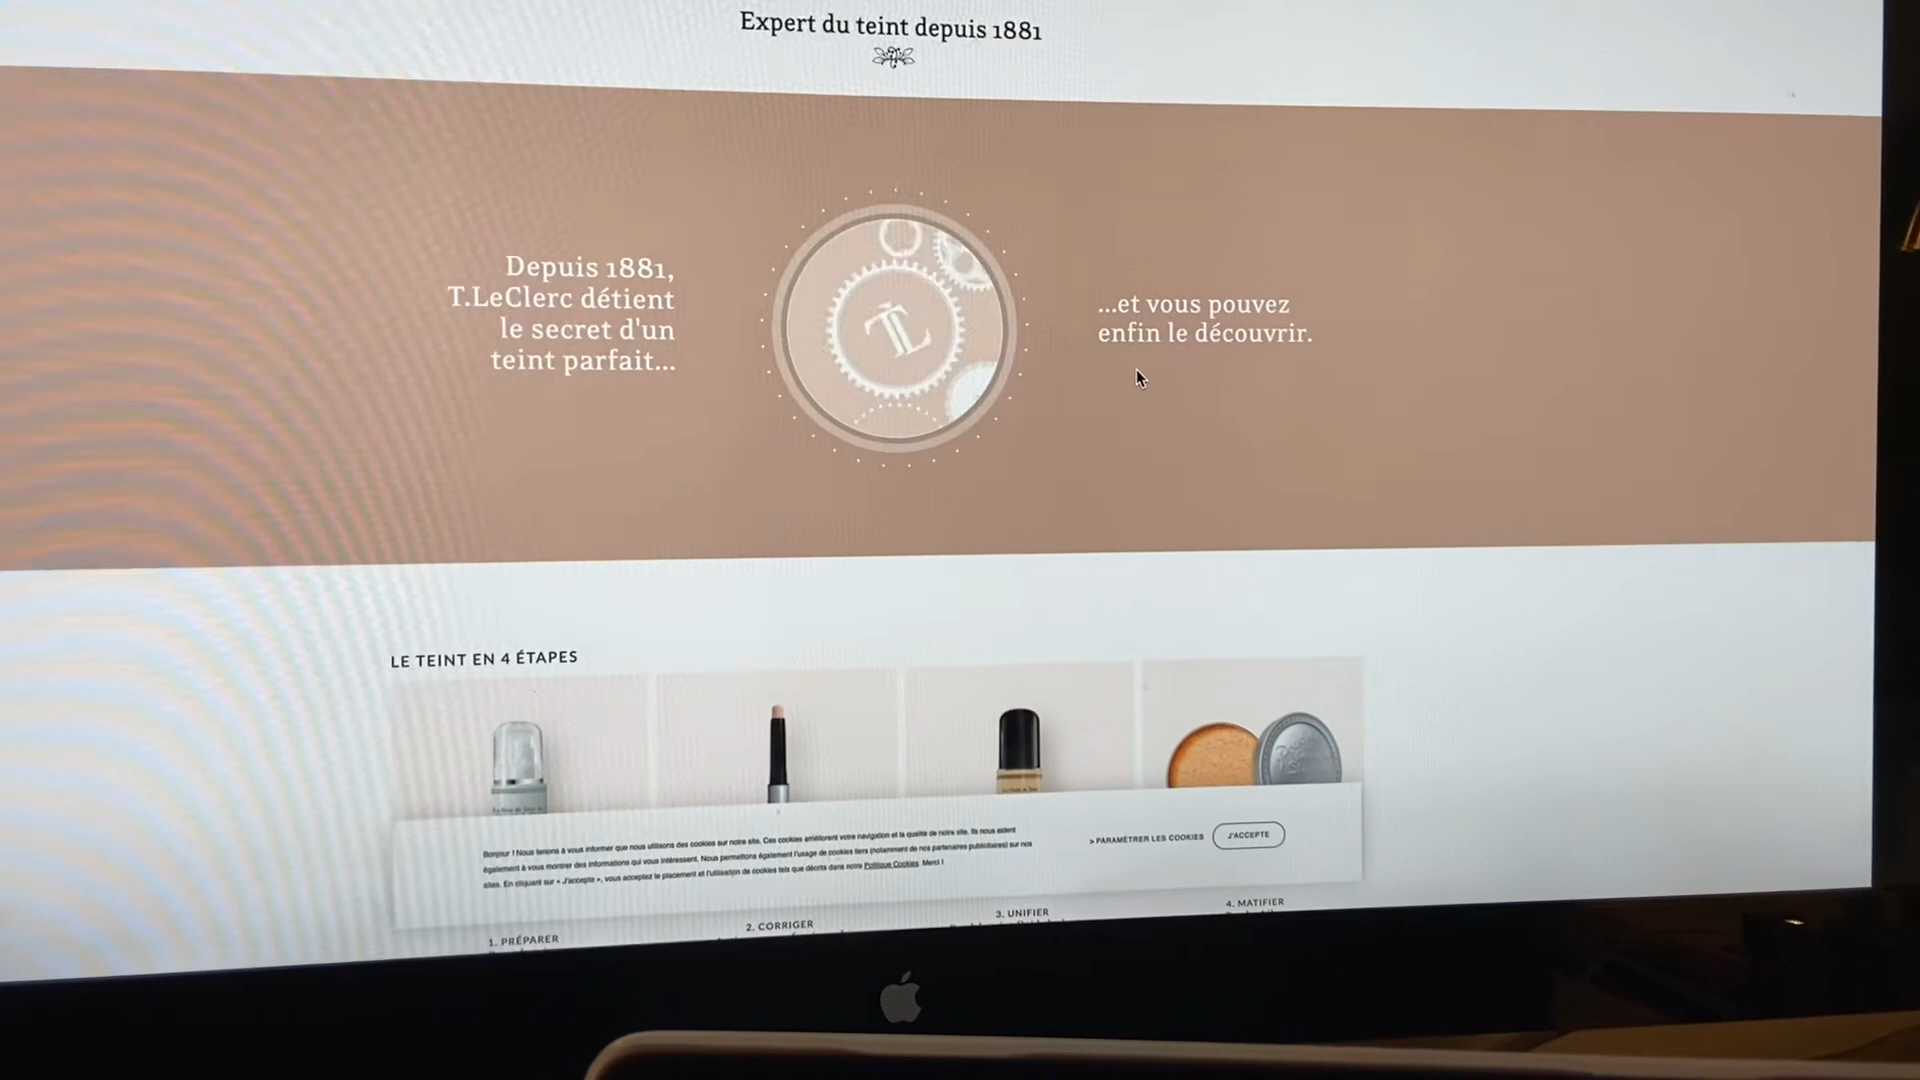 Expert du teint depuis 1881
Depuis 1881,
T.LeClerc détient
le secret d'un
teint parfait...
TL
...et vous pouvez
enfin le découvrir.
LE TEINT EN 4 ÉTAPES
Bonjour ! Nous tenons à vous informer que nous utilisons des cookies sur notre site. Ces cookies améliorent votre navigation et la qualité de notre site. Ils nous aident
également à vous montrer des informations qui vous intéressent. Nous permettons également l'usage de cookies tiers (notamment de nos partenaires publicitaires) sur nos
sites. En cliquant sur « J'accepte », vous acceptez le placement et l'utilisation de cookies tels que décrits dans notre Politique Cookies. Merci !
> PARAMÉTRER LES COOKIES
J'ACCEPTE
1. PRÉPARER
2. CORRIGER
3. UNIFIER
4. MATIFIER